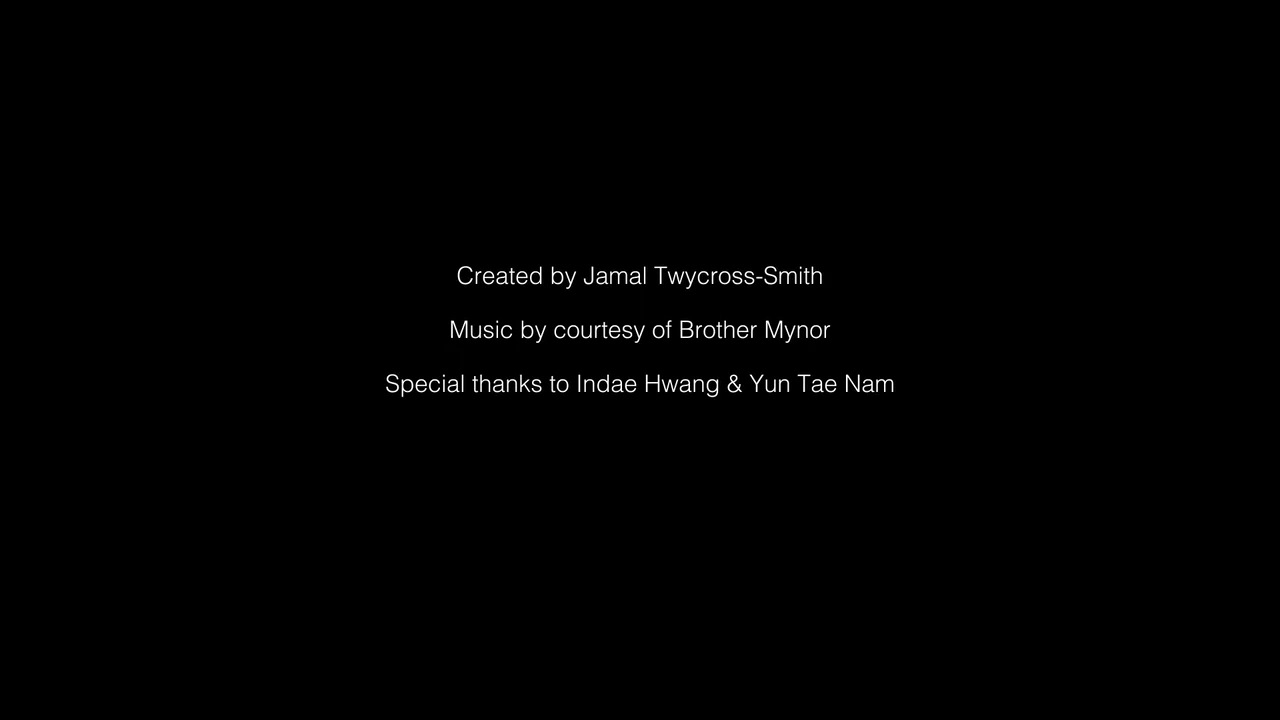 Created by Jamal Twycross-Smith
Music by courtesy of Brother Mynor
Special thanks to Indae Hwang & Yun Tae Nam